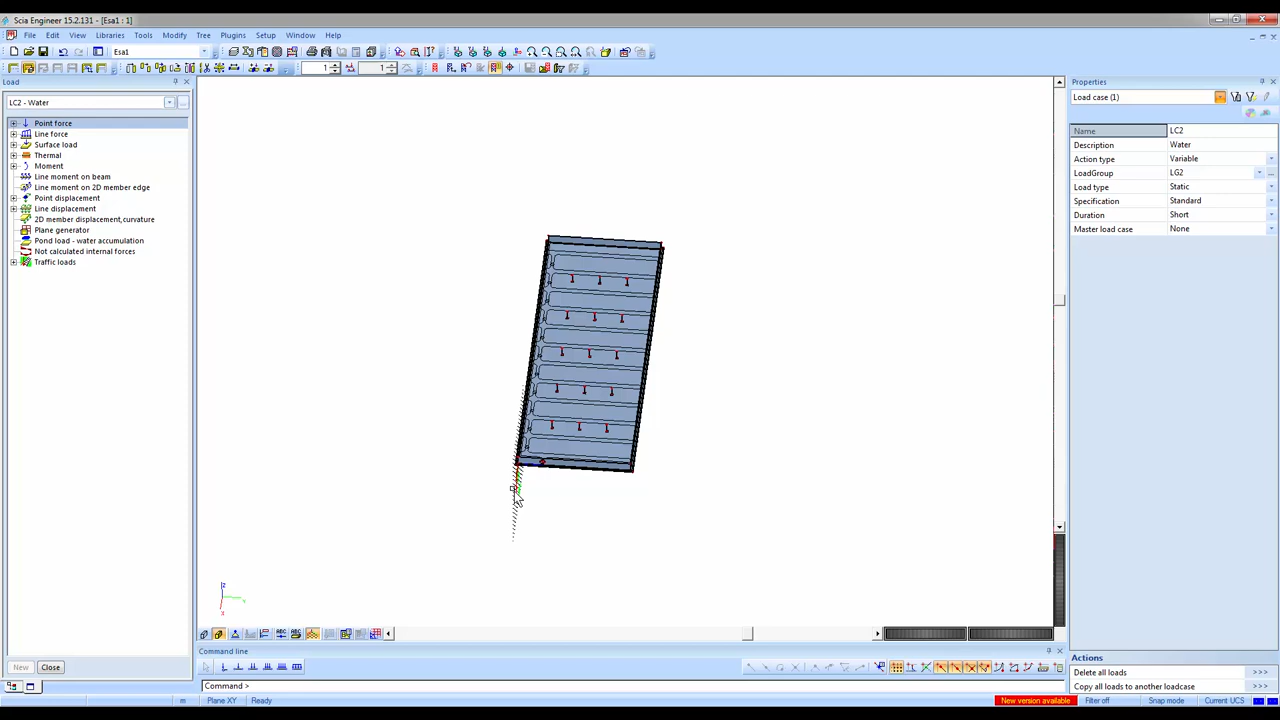 Scia Engineer 15.2.131 - [Esa1 : 1]
File Edit View Libraries Tools Modify Tree Plugins Setup Window Help
Esa1
1 1
Load
LC2 - Water
Point force
Line force
Surface load
Thermal
Moment
Line moment on beam
Line moment on 2D member edge
Point displacement
Line displacement
2D member displacement,curvature
Plane generator
Pond load - water accumulation
Not calculated internal forces
Traffic loads
New Close
Properties
Load case (1)
Name LC2
Description Water
Action type Variable
LoadGroup LG2
Load type Static
Specification Standard
Duration Short
Master load case None
Actions
Delete all loads >>>
Copy all loads to another loadcase >>>
Command line
Command >
m Plane XY Ready New version available Filter off Snap mode Current UCS